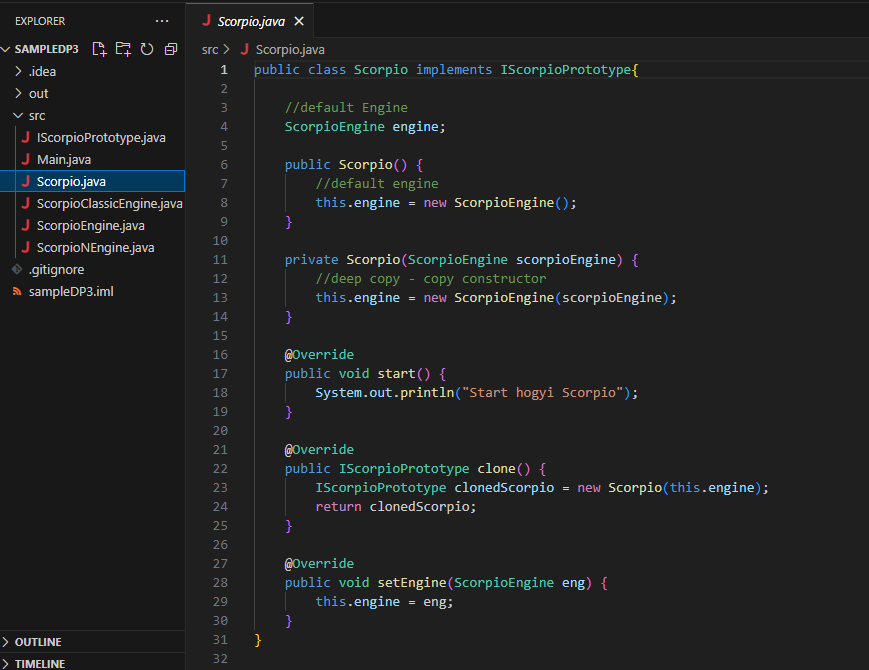 EXPLORER ...
SAMPLEDP3
.idea
out
src
J IScorpioPrototype.java
J Main.java
J Scorpio.java
J ScorpioClassicEngine.java
J ScorpioEngine.java
J ScorpioNEngine.java
.gitignore
sampleDP3.iml
OUTLINE
TIMELINE
J Scorpio.java ×
src > J Scorpio.java
1 public class Scorpio implements IScorpioPrototype{
2
3 //default Engine
4 ScorpioEngine engine;
5
6 public Scorpio() {
7 //default engine
8 this.engine = new ScorpioEngine();
9 }
10
11 private Scorpio(ScorpioEngine scorpioEngine) {
12 //deep copy - copy constructor
13 this.engine = new ScorpioEngine(scorpioEngine);
14 }
15
16 @Override
17 public void start() {
18 System.out.println("Start hogyi Scorpio");
19 }
20
21 @Override
22 public IScorpioPrototype clone() {
23 IScorpioPrototype clonedScorpio = new Scorpio(this.engine);
24 return clonedScorpio;
25 }
26
27 @Override
28 public void setEngine(ScorpioEngine eng) {
29 this.engine = eng;
30 }
31 }
32